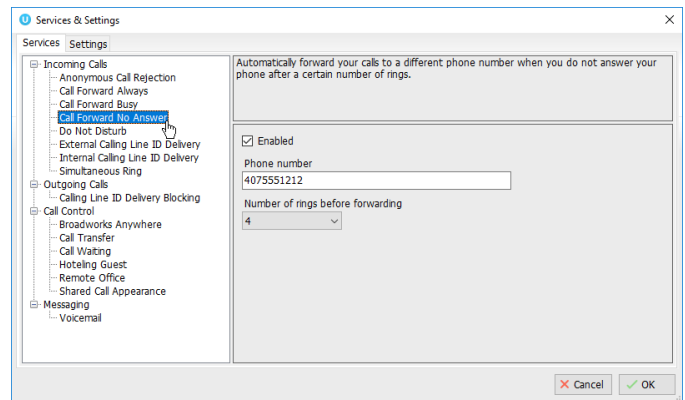 Services & Settings
Services Settings
Incoming Calls
Anonymous Call Rejection
Call Forward Always
Call Forward Busy
Call Forward No Answer
Do Not Disturb
External Calling Line ID Delivery
Internal Calling Line ID Delivery
Simultaneous Ring
Outgoing Calls
Calling Line ID Delivery Blocking
Call Control
Broadworks Anywhere
Call Transfer
Call Waiting
Hoteling Guest
Remote Office
Shared Call Appearance
Messaging
Voicemail
Automatically forward your calls to a different phone number when you do not answer your
phone after a certain number of rings.
Enabled
Phone number
4075551212
Number of rings before forwarding
4
Cancel
OK